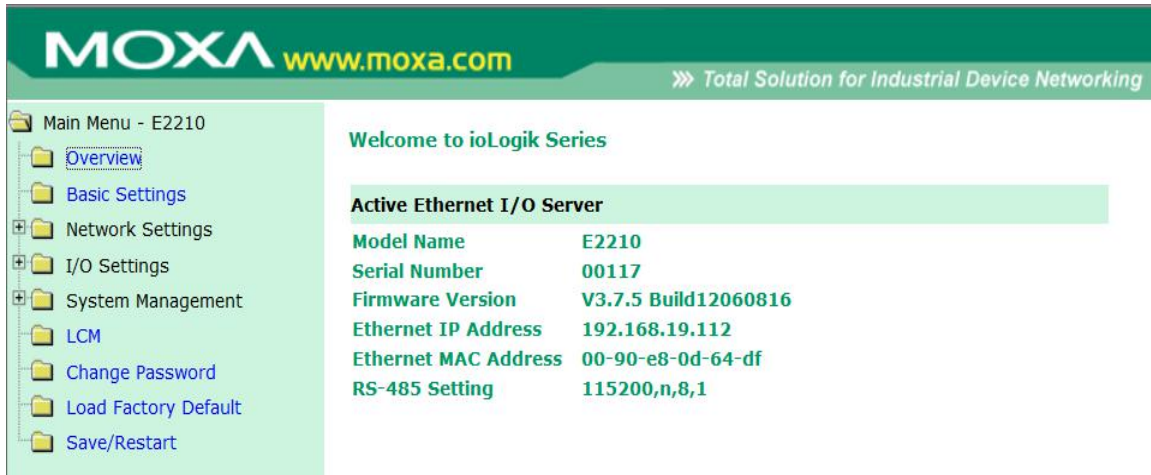 MOXA www.moxa.com
Total Solution for Industrial Device Networking
Main Menu - E2210
Overview
Basic Settings
Network Settings
I/O Settings
System Management
LCM
Change Password
Load Factory Default
Save/Restart
Welcome to ioLogik Series
Active Ethernet I/O Server
Model Name E2210
Serial Number 00117
Firmware Version V3.7.5 Build12060816
Ethernet IP Address 192.168.19.112
Ethernet MAC Address 00-90-e8-0d-64-df
RS-485 Setting 115200,n,8,1